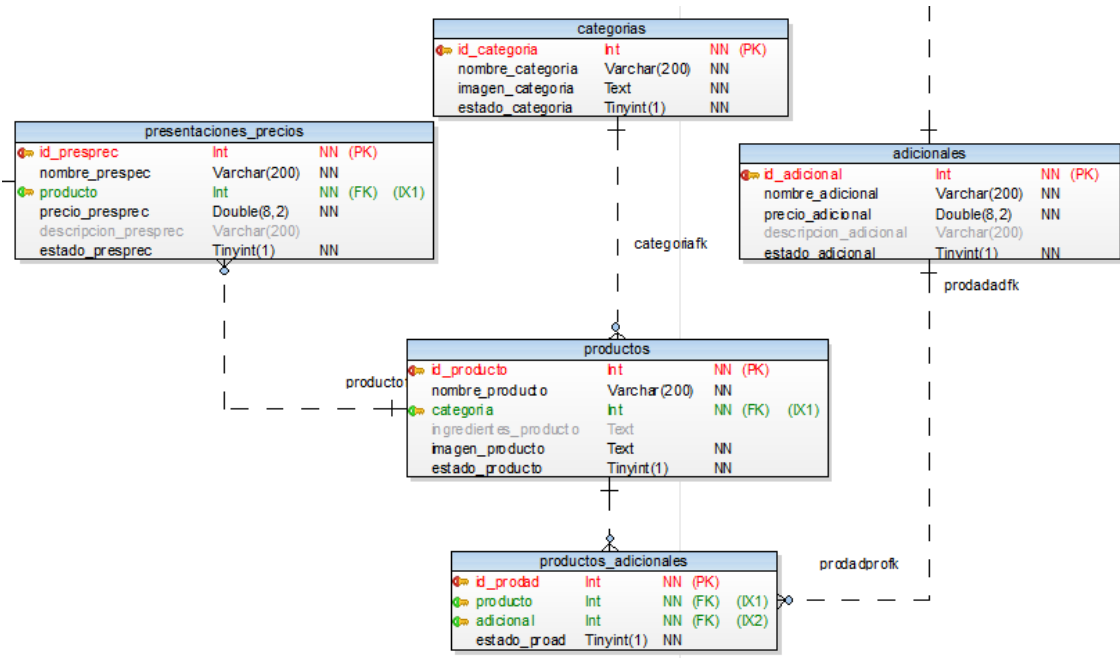 categorias
id_categoria Int NN (PK)
nombre_categoria Varchar(200) NN
imagen_categoria Text NN
estado_categoria Tinyint(1) NN
presentaciones_precios
id_presprec Int NN (PK)
nombre_prespec Varchar(200) NN
producto Int NN (FK) (IX1)
precio_presprec Double(8,2) NN
descripcion_presprec Varchar(200)
estado_presprec Tinyint(1) NN
adicionales
id_adicional Int NN (PK)
nombre_adicional Varchar(200) NN
precio_adicional Double(8,2) NN
descripcion_adicional Varchar(200)
estado_adicional Tinyint(1) NN
categoriafk
prodadadfk
productos
id_producto Int NN (PK)
nombre_producto Varchar(200) NN
categoria Int NN (FK) (IX1)
ingredientes_producto Text
imagen_producto Text NN
estado_producto Tinyint(1) NN
producto
productos_adicionales
id_prodad Int NN (PK)
producto Int NN (FK) (IX1)
adicional Int NN (FK) (IX2)
estado_proad Tinyint(1) NN
prodadprofk